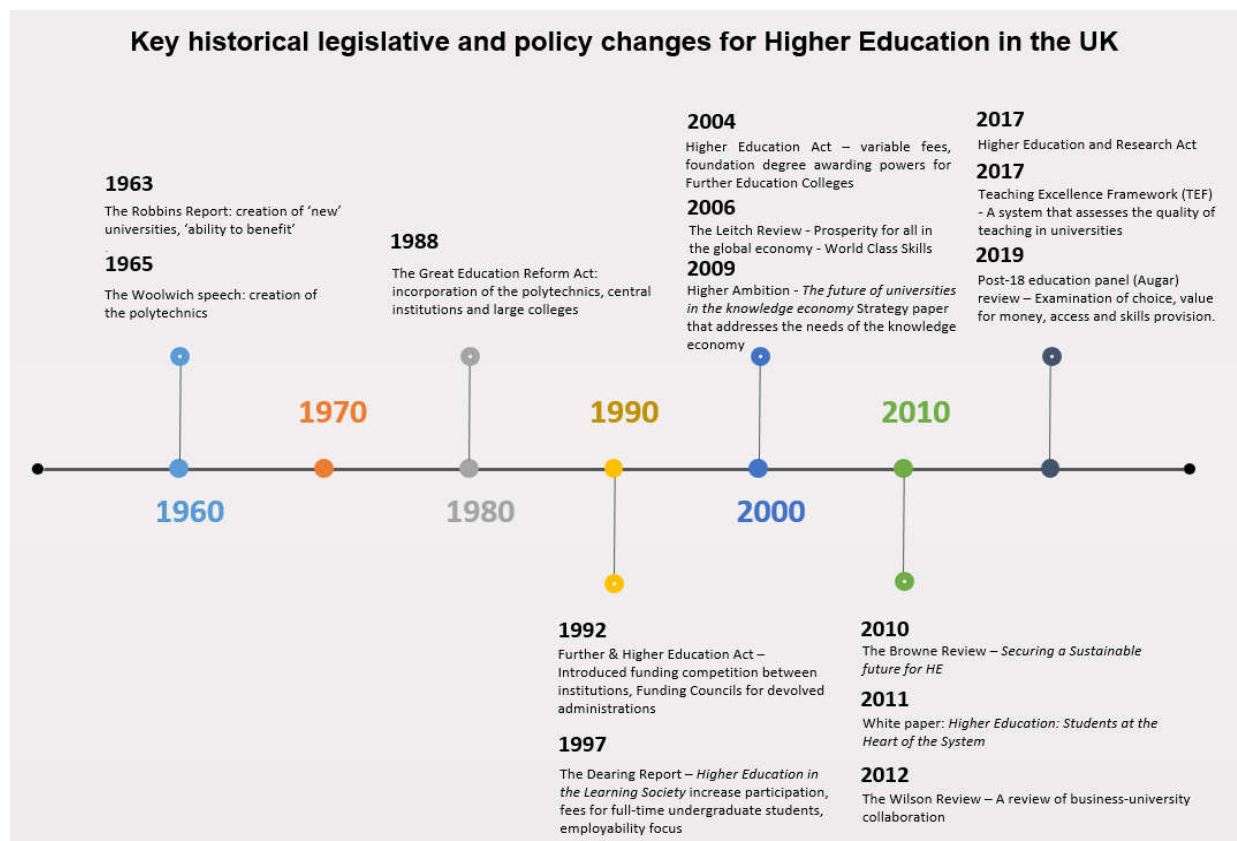 Key historical legislative and policy changes for Higher Education in the UK
1963
The Robbins Report: creation of ‘new’
universities, ‘ability to benefit’
.
1965
The Woolwich speech: creation of
the polytechnics
1988
The Great Education Reform Act:
incorporation of the polytechnics, central
institutions and large colleges
2004
Higher Education Act – variable fees,
foundation degree awarding powers for
Further Education Colleges
2006
The Leitch Review - Prosperity for all in
the global economy - World Class Skills
2009
Higher Ambition - The future of universities
in the knowledge economy Strategy paper
that addresses the needs of the knowledge
economy
2017
Higher Education and Research Act
2017
Teaching Excellence Framework (TEF)
- A system that assesses the quality of
teaching in universities
2019
Post-18 education panel (Augar)
review – Examination of choice, value
for money, access and skills provision.
1970
1990
2010
1960
1980
2000
1992
Further & Higher Education Act –
Introduced funding competition between
institutions, Funding Councils for devolved
administrations
1997
The Dearing Report – Higher Education in
the Learning Society increase participation,
fees for full-time undergraduate students,
employability focus
2010
The Browne Review – Securing a Sustainable
future for HE
2011
White paper: Higher Education: Students at the
Heart of the System
2012
The Wilson Review – A review of business-university
collaboration